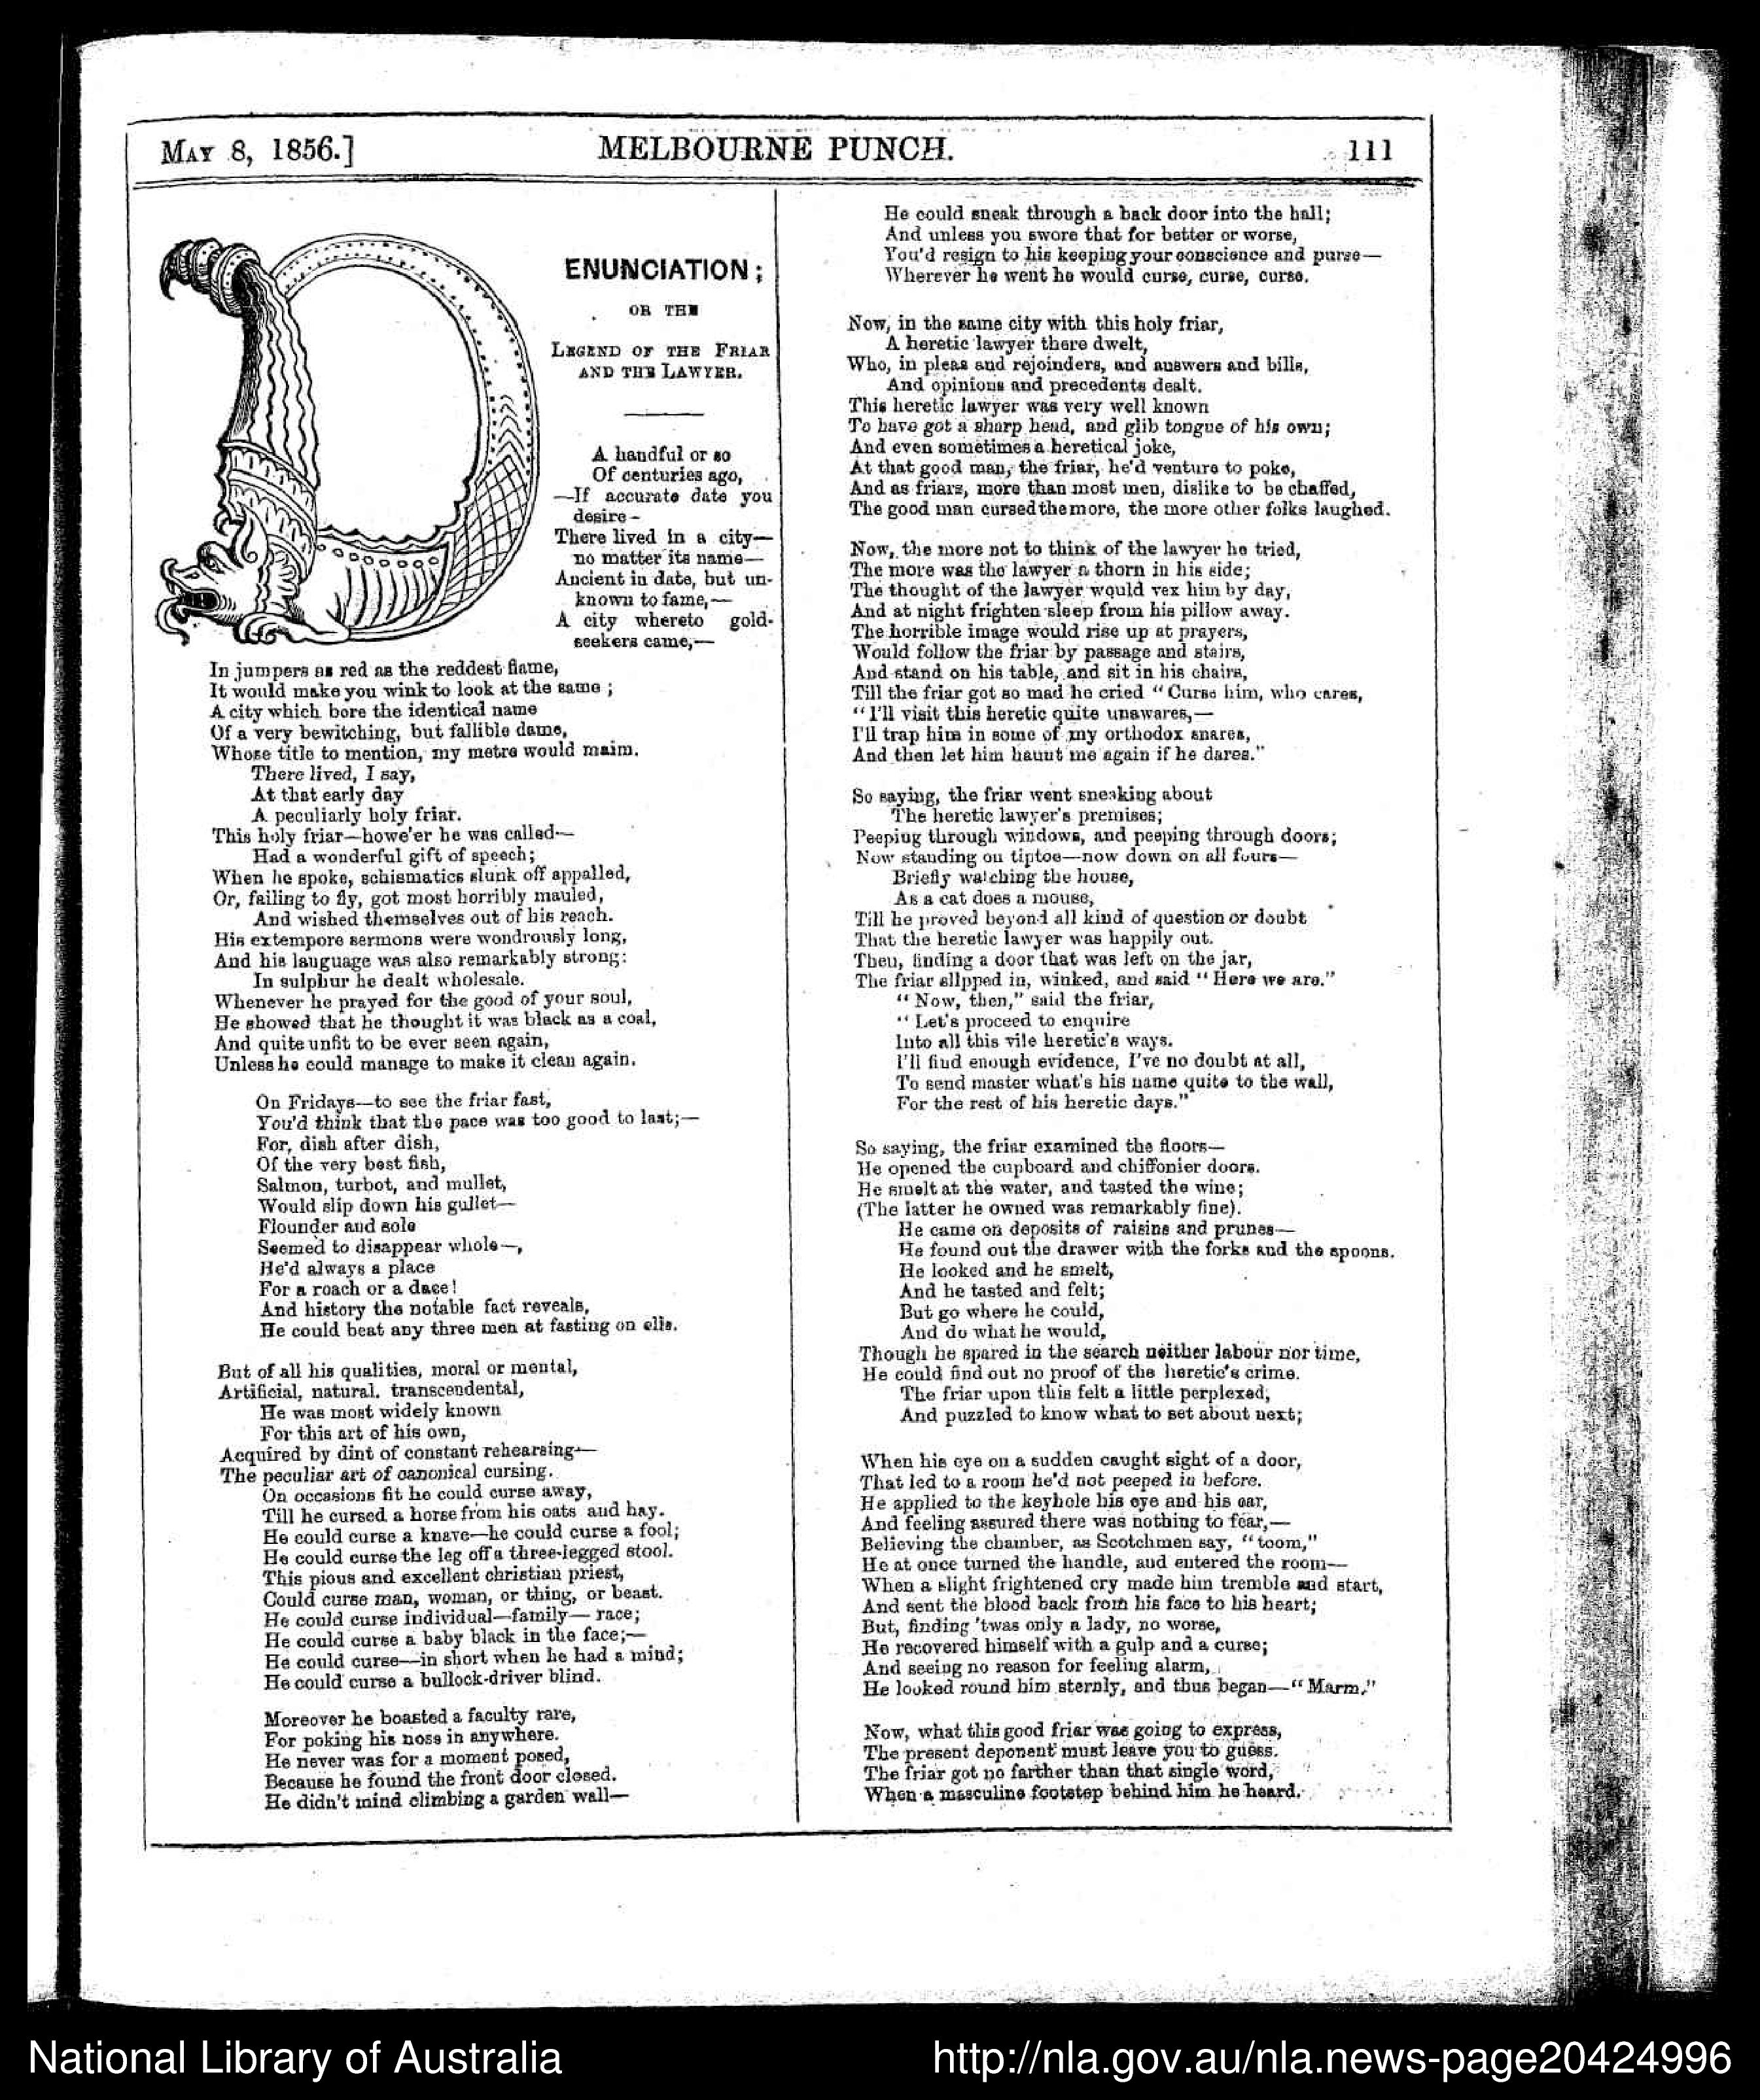 MAY 8, 1856.]
MELBOURNE PUNCH.
111
DENUNCIATION;
OR THE
LEGEND OF THE FRIAR
AND THE LAWYER.
A handful or so
Of centuries ago,
—If accurate date you
desire—
There lived in a city—
no matter its name—
Ancient in date, but un-
known to fame,—
A city whereto gold-
seekers came,—
In jumpers as red as the reddest flame,
It would make you wink to look at the same ;
A city which bore the identical name
Of a very bewitching, but fallible dame,
Whose title to mention, my metre would maim.
There lived, I say,
At that early day
A peculiarly holy friar.
This holy friar—howe'er he was called—
Had a wonderful gift of speech;
When he spoke, schismatics slunk off appalled,
Or, failing to fly, got most horribly mauled,
And wished themselves out of his reach.
His extempore sermons were wondrously long,
And his language was also remarkably strong:
In sulphur he dealt wholesale.
Whenever he prayed for the good of your soul,
He showed that he thought it was black as a coal,
And quite unfit to be ever seen again,
Unless he could manage to make it clean again.
On Fridays—to see the friar fast,
You'd think that the pace was too good to last;—
For, dish after dish,
Of the very best fish,
Salmon, turbot, and mullet,
Would slip down his gullet—
Flounder and sole
Seemed to disappear whole—,
He'd always a place
For a roach or a dace!
And history the notable fact reveals,
He could beat any three men at fasting on ells.
But of all his qualities, moral or mental,
Artificial, natural, transcendental,
He was most widely known
For this art of his own,
Acquired by dint of constant rehearsing—
The peculiar art of canonical cursing.
On occasions fit he could curse away,
Till he cursed a horse from his oats and hay.
He could curse a knave—he could curse a fool;
He could curse the leg off a three-legged stool.
This pious and excellent christian priest,
Could curse man, woman, or thing, or beast.
He could curse individual—family—race;
He could curse a baby black in the face;—
He could curse—in short when he had a mind;
He could curse a bullock-driver blind.
Moreover he boasted a faculty rare,
For poking his nose in anywhere.
He never was for a moment posed,
Because he found the front door closed.
He didn't mind climbing a garden wall—
He could sneak through a back door into the hall;
And unless you swore that for better or worse,
You'd resign to his keeping your conscience and purse—
Wherever he went he would curse, curse, curse.
Now, in the same city with this holy friar,
A heretic lawyer there dwelt,
Who, in pleas and rejoinders, and answers and bills,
And opinions and precedents dealt.
This heretic lawyer was very well known
To have got a sharp head, and glib tongue of his own;
And even sometimes a heretical joke,
At that good man, the friar, he'd venture to poke,
And as friars, more than most men, dislike to be chaffed,
The good man cursed the more, the more other folks laughed.
Now, the more not to think of the lawyer he tried,
The more was the lawyer a thorn in his side;
The thought of the lawyer would vex him by day,
And at night frighten sleep from his pillow away.
The horrible image would rise up at prayers,
Would follow the friar by passage and stairs,
And stand on his table, and sit in his chairs,
Till the friar got so mad he cried "Curse him, who cares,
"I'll visit this heretic quite unawares,—
I'll trap him in some of my orthodox snares,
And then let him haunt me again if he dares."
So saying, the friar went sneaking about
The heretic lawyer's premises;
Peeping through windows, and peeping through doors;
Now standing on tiptoe—now down on all fours—
Briefly watching the house,
As a cat does a mouse,
Till he proved beyond all kind of question or doubt
That the heretic lawyer was happily out.
Then, finding a door that was left on the jar,
The friar slipped in, winked, and said "Here we are."
"Now, then," said the friar,
"Let's proceed to enquire
Into all this vile heretic's ways.
I'll find enough evidence, I've no doubt at all,
To send master what's his name quite to the wall,
For the rest of his heretic days."
So saying, the friar examined the floors—
He opened the cupboard and chiffonier doors.
He smelt at the water, and tasted the wine;
(The latter he owned was remarkably fine).
He came on deposits of raisins and prunes—
He found out the drawer with the forks and the spoons.
He looked and he smelt,
And he tasted and felt;
But go where he could,
And do what he would,
Though he spared in the search neither labour nor time,
He could find out no proof of the heretic's crime.
The friar upon this felt a little perplexed,
And puzzled to know what to set about next;
When his eye on a sudden caught sight of a door,
That led to a room he'd not peeped in before.
He applied to the keyhole his eye and his ear,
And feeling assured there was nothing to fear,—
Believing the chamber, as Scotchmen say, "toom,"
He at once turned the handle, and entered the room—
When a slight frightened cry made him tremble and start,
And sent the blood back from his face to his heart;
But, finding 'twas only a lady, no worse,
He recovered himself with a gulp and a curse;
And seeing no reason for feeling alarm,
He looked round him sternly, and thus began—"Marm,"
Now, what this good friar was going to express,
The present deponent must leave you to guess.
The friar got no farther than that single word,
When a masculine footstep behind him he heard.
National Library of Australia
http://nla.gov.au/nla.news-page20424996